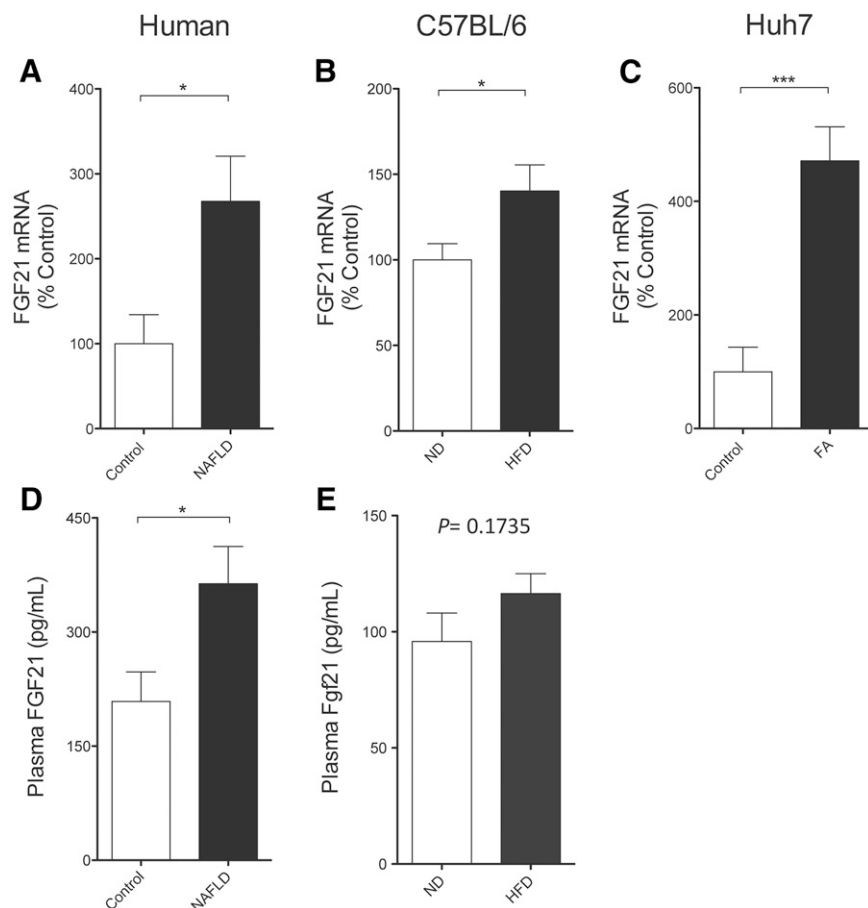 Human
C57BL/6
Huh7
A
B
C
FGF21 mRNA
(% Control)
400
300
200
100
0
*
Control
NAFLD
FGF21 mRNA
(% Control)
200
150
100
50
0
*
ND
HFD
FGF21 mRNA
(% Control)
600
400
200
0
***
Control
FA
D
E
Plasma FGF21 (pg/mL)
450
300
150
0
*
Control
NAFLD
Plasma Fgf21 (pg/mL)
150
100
50
0
P= 0.1735
ND
HFD